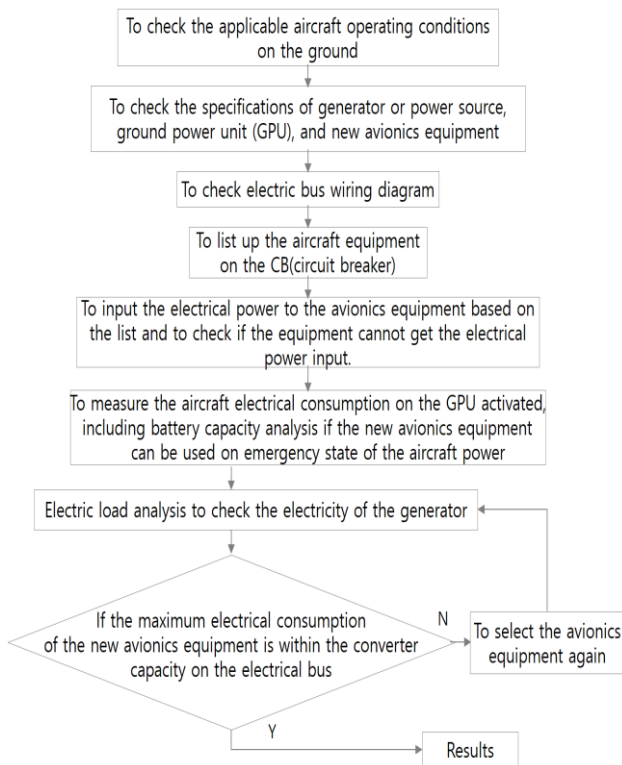 To check the applicable aircraft operating conditions
on the ground
To check the specifications of generator or power source,
ground power unit (GPU), and new avionics equipment
To check electric bus wiring diagram
To list up the aircraft equipment
on the CB(circuit breaker)
To input the electrical power to the avionics equipment based on
the list and to check if the equipment cannot get the electrical
power input.
To measure the aircraft electrical consumption on the GPU activated,
including battery capacity analysis if the new avionics equipment
can be used on emergency state of the aircraft power
Electric load analysis to check the electricity of the generator
If the maximum electrical consumption
of the new avionics equipment is within the converter
capacity on the electrical bus
N
To select the avionics
equipment again
Y
Results